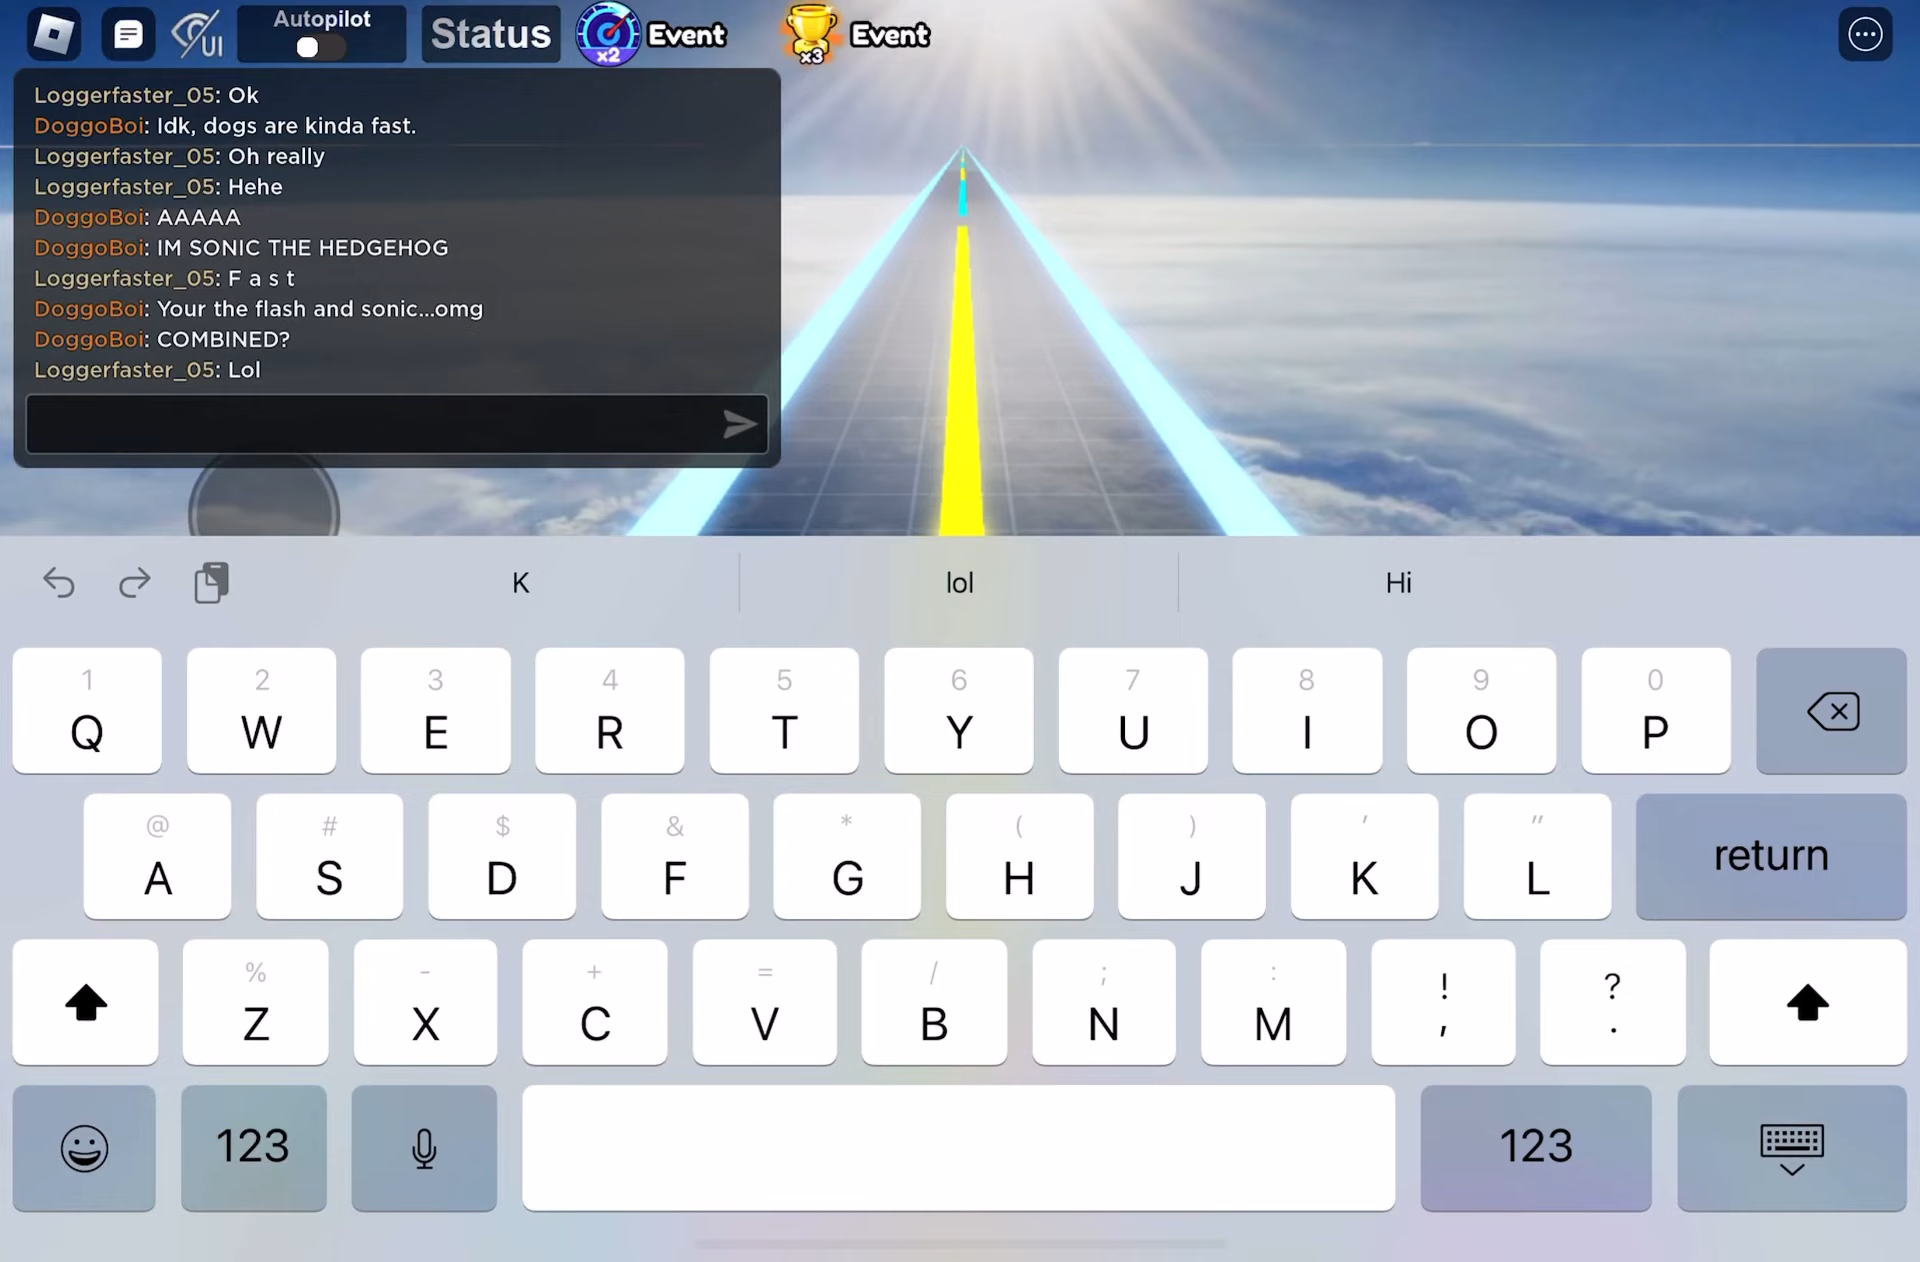 UI
Autopilot
Status
x2
Event
x3
Event
Loggerfaster_05: Ok
DoggoBoi: Idk, dogs are kinda fast.
Loggerfaster_05: Oh really
Loggerfaster_05: Hehe
DoggoBoi: AAAAA
DoggoBoi: IM SONIC THE HEDGEHOG
Loggerfaster_05: F a s t
DoggoBoi: Your the flash and sonic...omg
DoggoBoi: COMBINED?
Loggerfaster_05: Lol
K lol Hi
1 2 3 4 5 6 7 8 9 0
Q W E R T Y U I O P
@ # $ & * ( ) ' "
A S D F G H J K L return
% - + = / ; : ! ?
Z X C V B N M , .
123 123